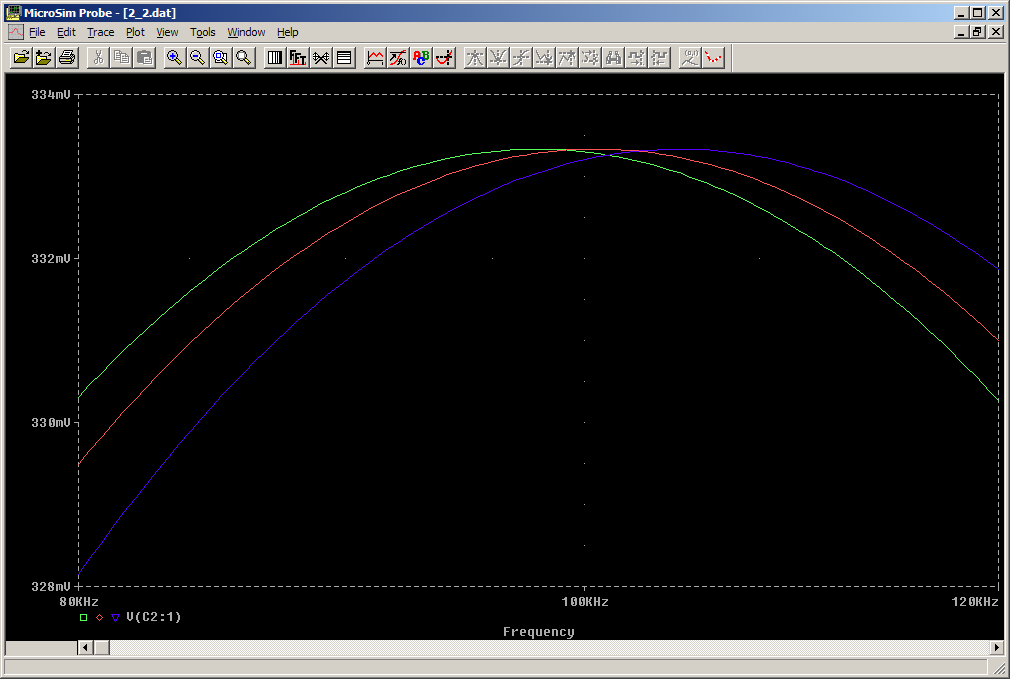 MicroSim Probe - [2_2.dat]
File Edit Trace Plot View Tools Window Help
334mV
332mV
330mV
328mV
80KHz 100KHz 120KHz
V(C2:1)
Frequency